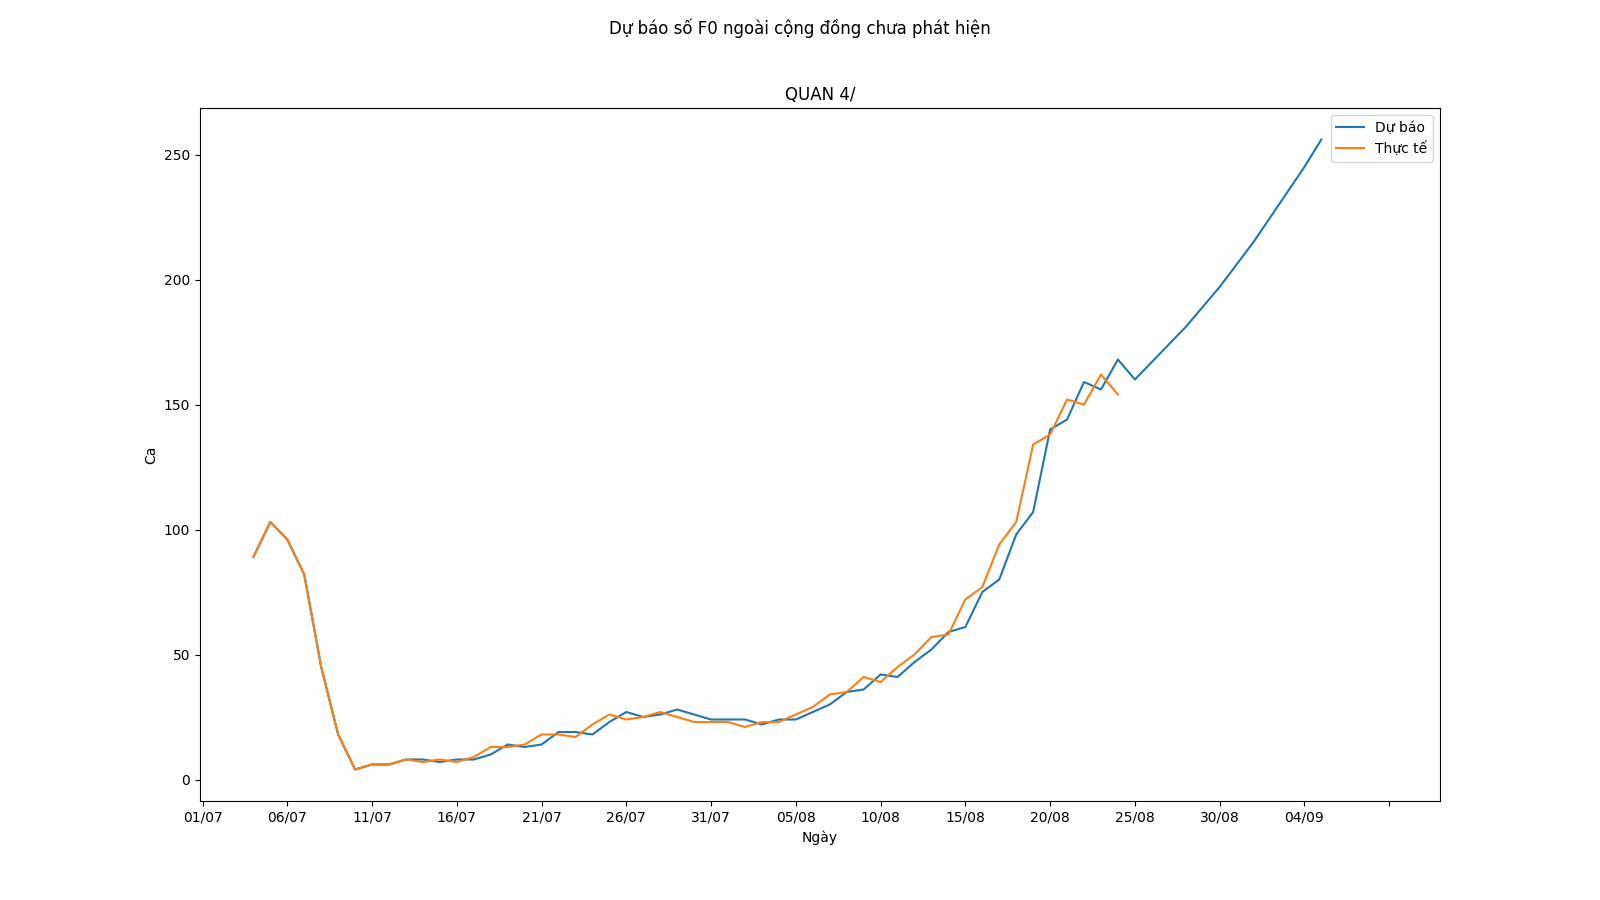 Dự báo số F0 ngoài cộng đồng chưa phát hiện
QUAN 4/
Dự báo
Thực tế
250
200
150
100
50
0
Ca
01/07 06/07 11/07 16/07 21/07 26/07 31/07 05/08 10/08 15/08 20/08 25/08 30/08 04/09
Ngày